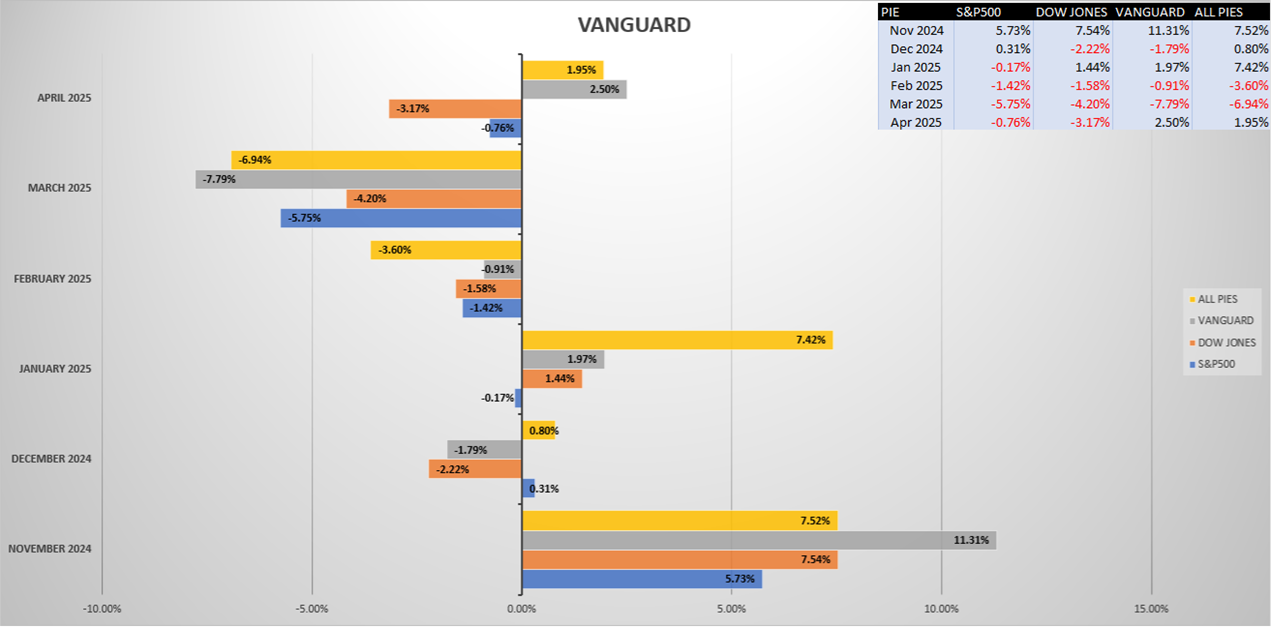 VANGUARD
PIE S&P500 DOW JONES VANGUARD ALL PIES
Nov 2024 5.73% 7.54% 11.31% 7.52%
Dec 2024 0.31% -2.22% -1.79% 0.80%
Jan 2025 -0.17% 1.44% 1.97% 7.42%
Feb 2025 -1.42% -1.58% -0.91% -3.60%
Mar 2025 -5.75% -4.20% -7.79% -6.94%
Apr 2025 -0.76% -3.17% 2.50% 1.95%
1.95%
2.50%
APRIL 2025
-3.17%
-0.76%
-6.94%
-7.79%
MARCH 2025
-4.20%
-5.75%
-3.60%
-0.91%
FEBRUARY 2025
-1.58%
-1.42%
7.42%
1.97%
JANUARY 2025
1.44%
-0.17%
0.80%
-1.79%
DECEMBER 2024
-2.22%
0.31%
7.52%
11.31%
NOVEMBER 2024
7.54%
5.73%
ALL PIES
VANGUARD
DOW JONES
S&P500
-10.00% -5.00% 0.00% 5.00% 10.00% 15.00%